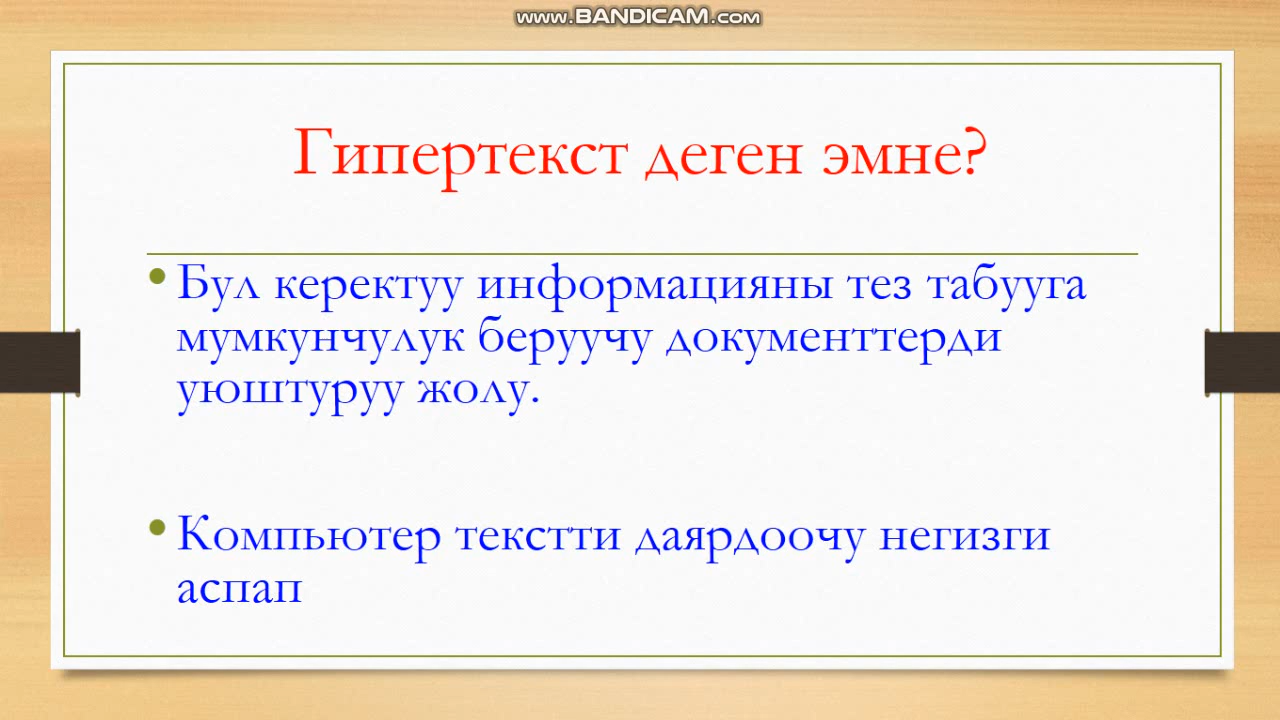 www.BANDICAM.com
Гипертекст деген эмне?
• Бул керектуу информацияны тез табууга
мумкунчулук беруучу документтерди
уюштуруу жолу.
• Компьютер текстти даярдоочу негизги
аспап